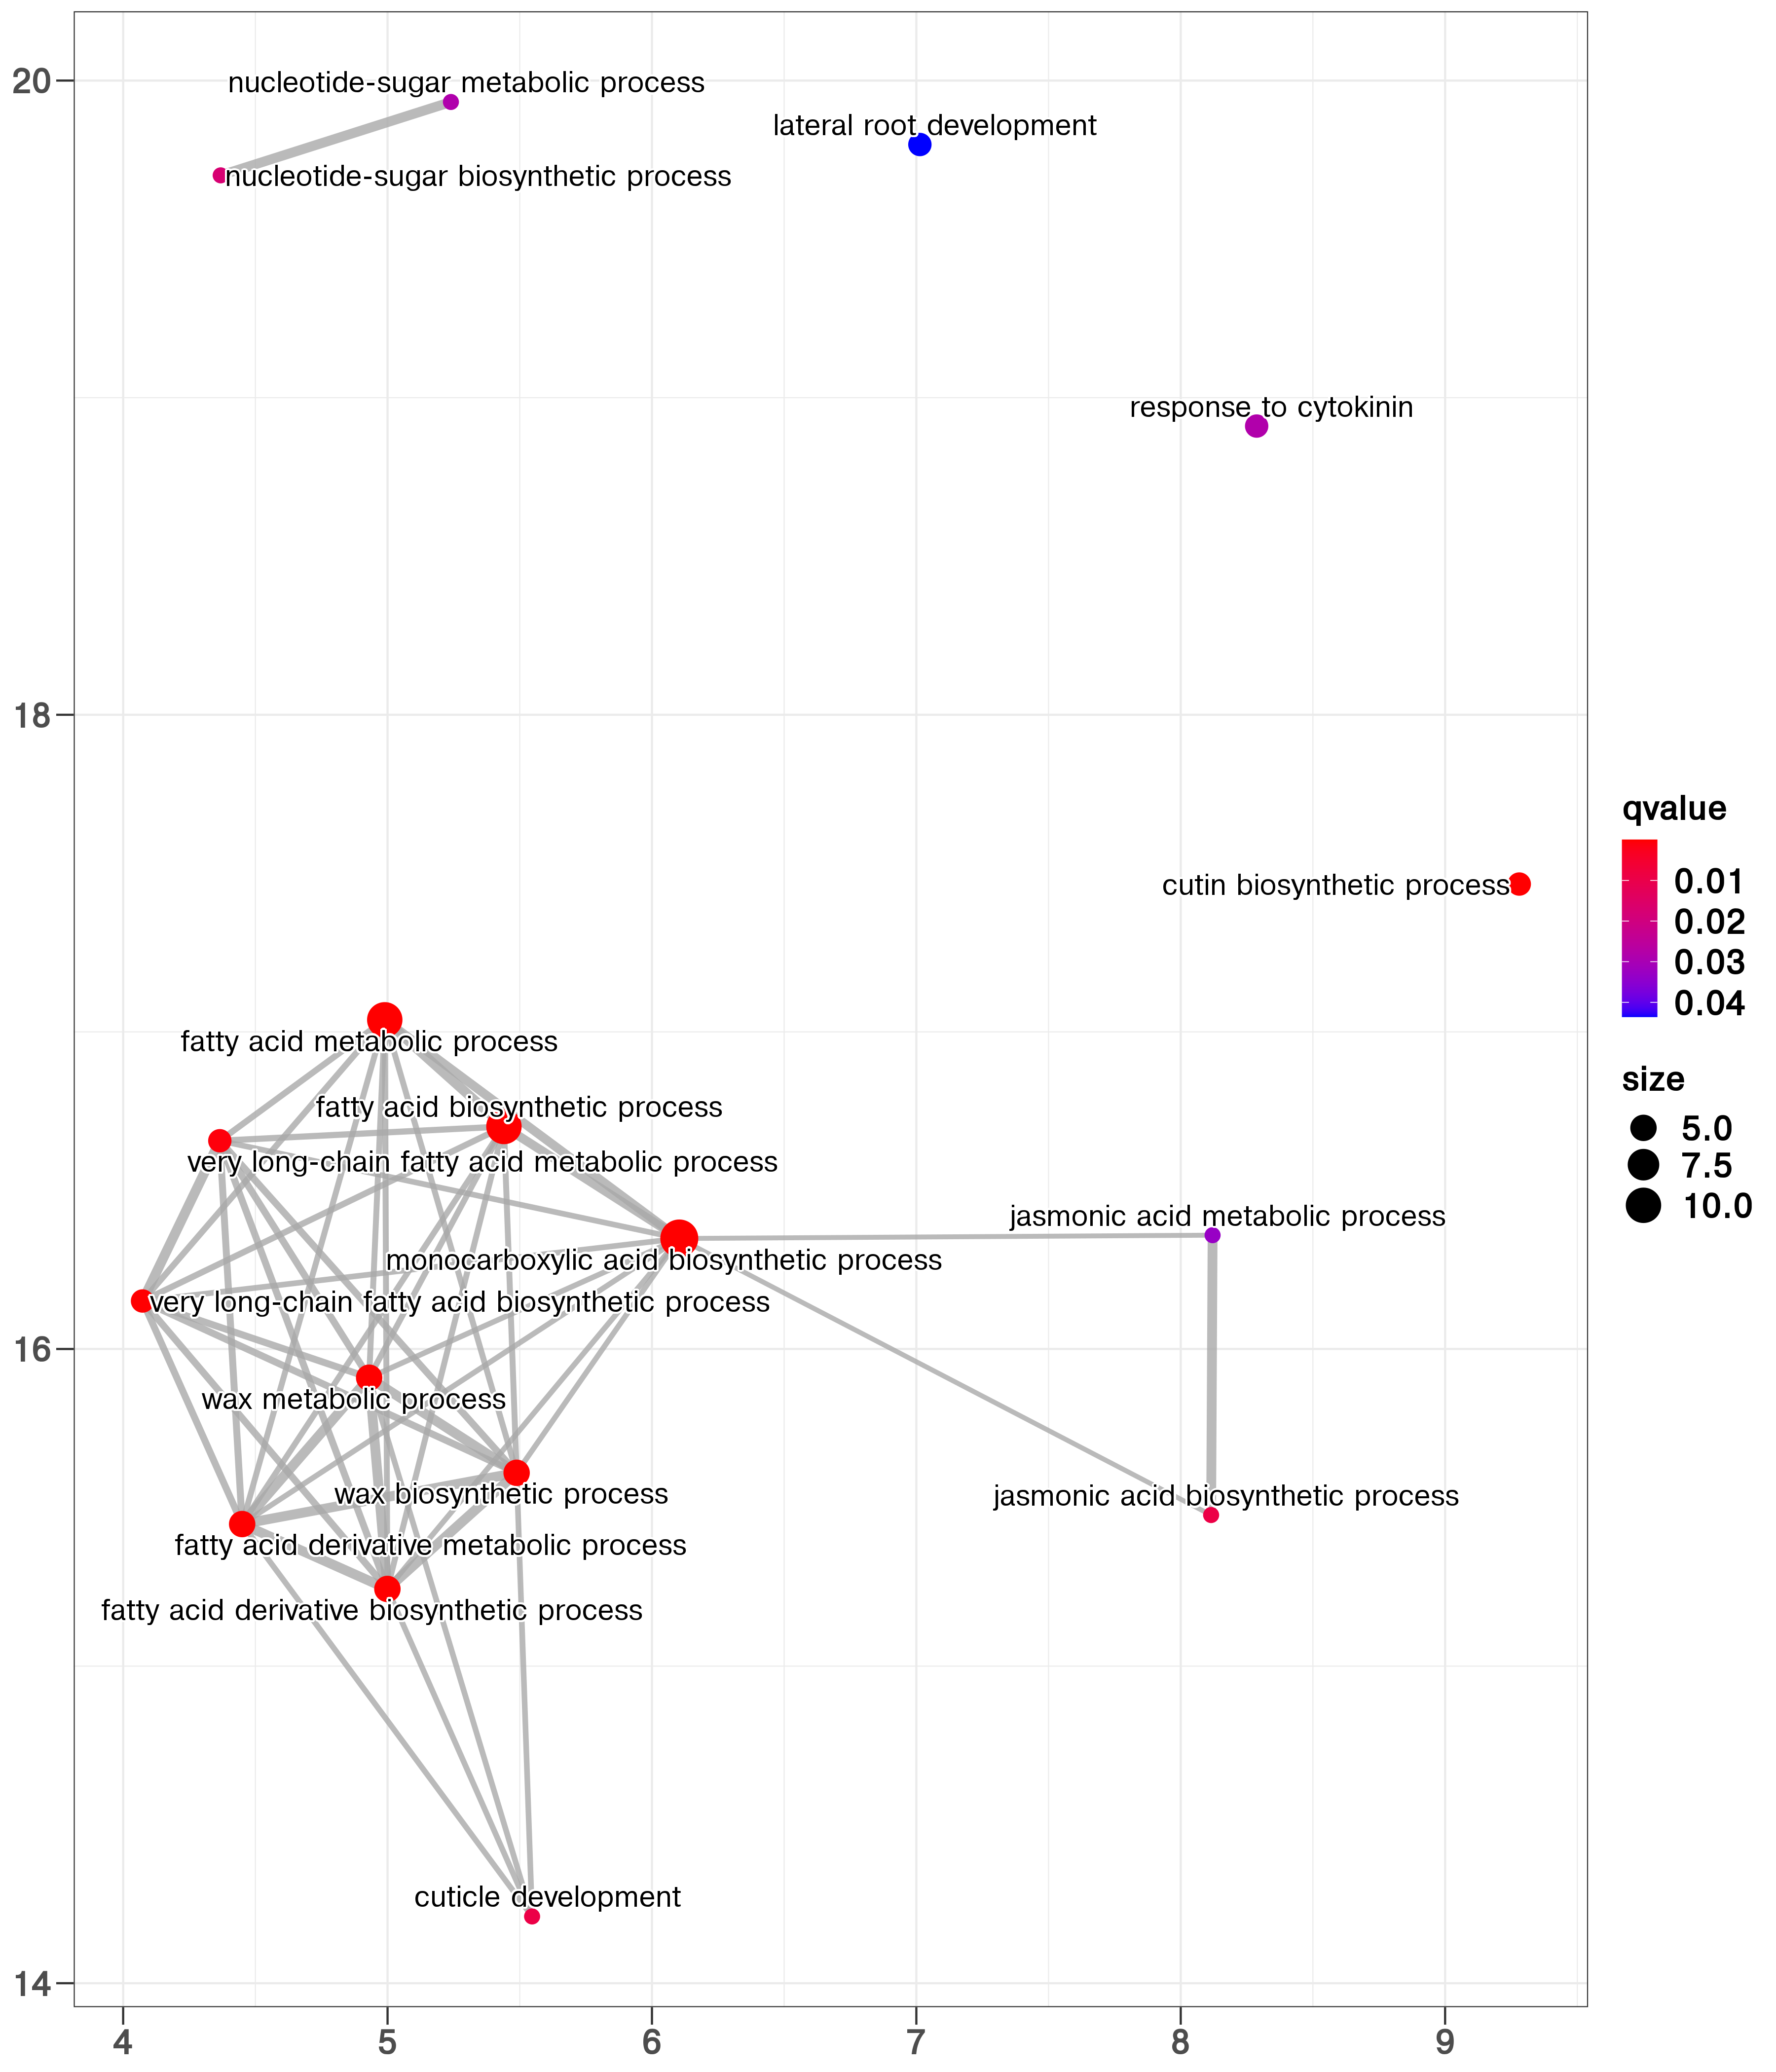 20
nucleotide-sugar metabolic process
lateral root development
nucleotide-sugar biosynthetic process
response to cytokinin
18
qvalue
0.01
0.02
0.03
0.04
cutin biosynthetic process
fatty acid metabolic process
size
5.0
7.5
10.0
fatty acid biosynthetic process
very long-chain fatty acid metabolic process
jasmonic acid metabolic process
monocarboxylic acid biosynthetic process
very long-chain fatty acid biosynthetic process
16
wax metabolic process
wax biosynthetic process
jasmonic acid biosynthetic process
fatty acid derivative metabolic process
fatty acid derivative biosynthetic process
cuticle development
14
4 5 6 7 8 9